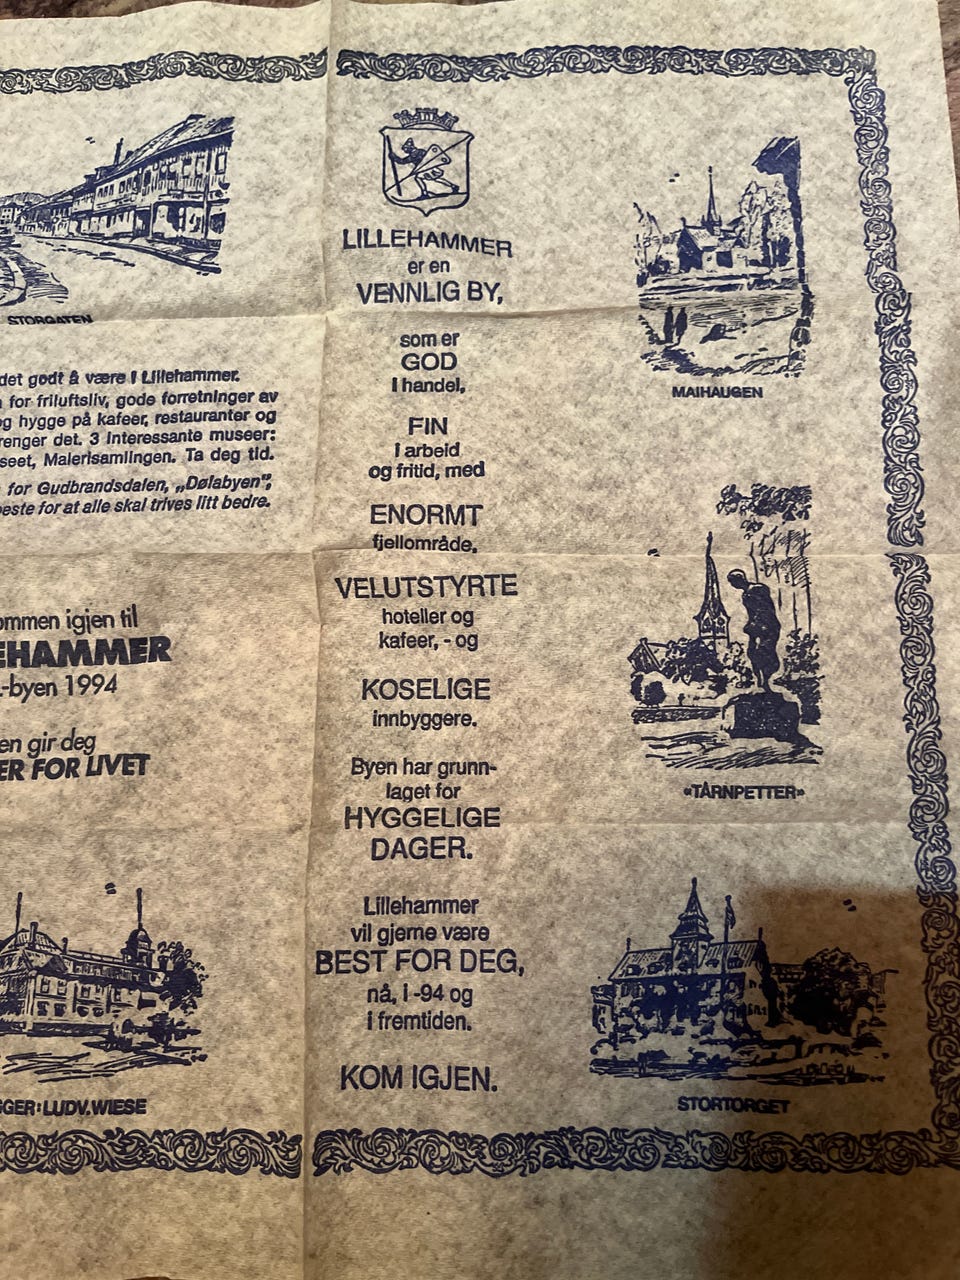 STORGATEN
det godt å være i Lillehammer.
for friluftsliv, gode forretninger av
og hygge på kafeer, restauranter og
renger det. 3 interessante museer:
seet, Malerisamlingen. Ta deg tid.
for Gudbrandsdalen, „Dølabyen”,
beste for at alle skal trives litt bedre.
ommen igjen til
EHAMMER
-byen 1994
en gir deg
ER FOR LIVET
GER: LUDV. WIESE
LILLEHAMMER
er en
VENNLIG BY,
som er
GOD
i handel,
FIN
i arbeid
og fritid, med
ENORMT
fjellområde,
VELUTSTYRTE
hoteller og
kafeer, - og
KOSELIGE
innbyggere.
Byen har grunn-
laget for
HYGGELIGE
DAGER.
Lillehammer
vil gjerne være
BEST FOR DEG,
nå, i -94 og
i fremtiden.
KOM IGJEN.
MAIHAUGEN
«TÅRNPETTER»
STORTORGET